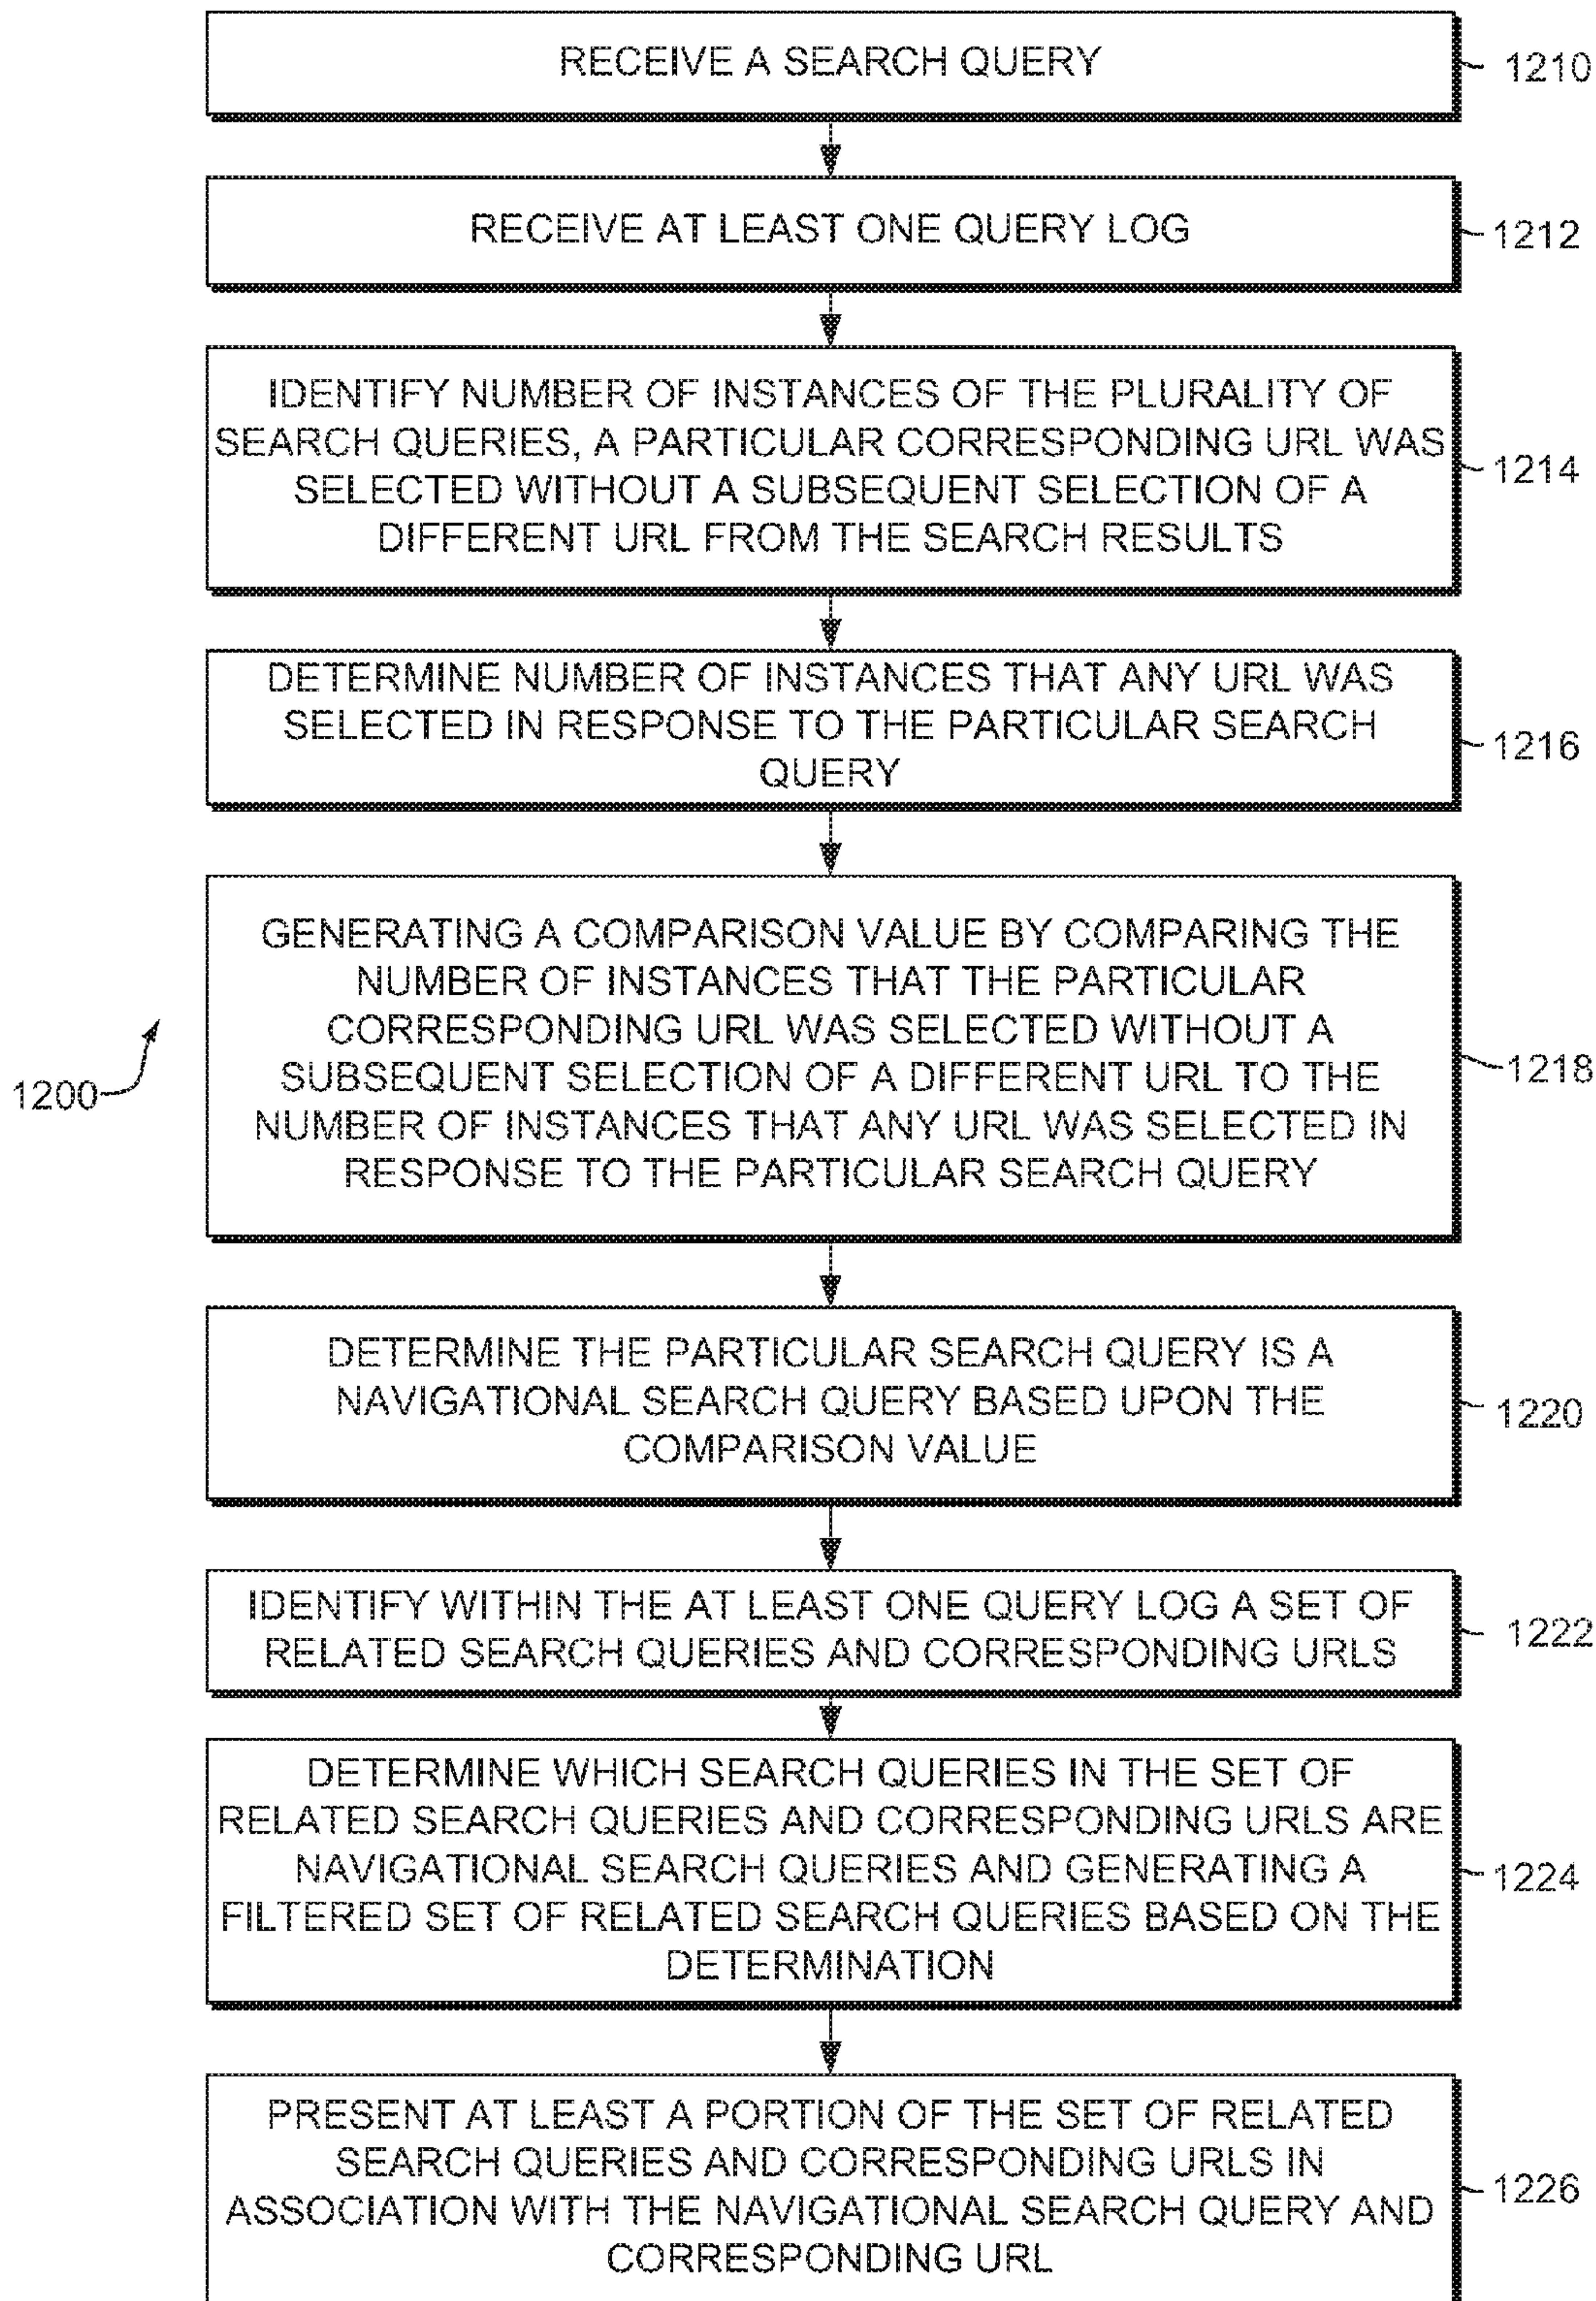 RECEIVE A SEARCH QUERY
1210
RECEIVE AT LEAST ONE QUERY LOG
1212
IDENTIFY NUMBER OF INSTANCES OF THE PLURALITY OF
SEARCH QUERIES, A PARTICULAR CORRESPONDING URL WAS
SELECTED WITHOUT A SUBSEQUENT SELECTION OF A
DIFFERENT URL FROM THE SEARCH RESULTS
1214
DETERMINE NUMBER OF INSTANCES THAT ANY URL WAS
SELECTED IN RESPONSE TO THE PARTICULAR SEARCH
QUERY
1216
GENERATING A COMPARISON VALUE BY COMPARING THE
NUMBER OF INSTANCES THAT THE PARTICULAR
CORRESPONDING URL WAS SELECTED WITHOUT A
SUBSEQUENT SELECTION OF A DIFFERENT URL TO THE
NUMBER OF INSTANCES THAT ANY URL WAS SELECTED IN
RESPONSE TO THE PARTICULAR SEARCH QUERY
1218
1200
DETERMINE THE PARTICULAR SEARCH QUERY IS A
NAVIGATIONAL SEARCH QUERY BASED UPON THE
COMPARISON VALUE
1220
IDENTIFY WITHIN THE AT LEAST ONE QUERY LOG A SET OF
RELATED SEARCH QUERIES AND CORRESPONDING URLS
1222
DETERMINE WHICH SEARCH QUERIES IN THE SET OF
RELATED SEARCH QUERIES AND CORRESPONDING URLS ARE
NAVIGATIONAL SEARCH QUERIES AND GENERATING A
FILTERED SET OF RELATED SEARCH QUERIES BASED ON THE
DETERMINATION
1224
PRESENT AT LEAST A PORTION OF THE SET OF RELATED
SEARCH QUERIES AND CORRESPONDING URLS IN
ASSOCIATION WITH THE NAVIGATIONAL SEARCH QUERY AND
CORRESPONDING URL
1226